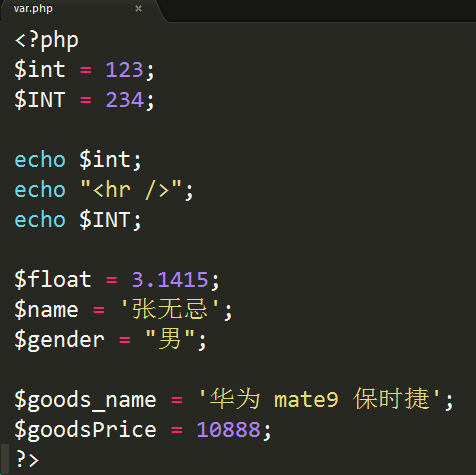 var.php ×
<?php
$int = 123;
$INT = 234;
echo $int;
echo "<hr />";
echo $INT;
$float = 3.1415;
$name = '张无忌';
$gender = "男";
$goods_name = '华为 mate9 保时捷';
$goodsPrice = 10888;
?>